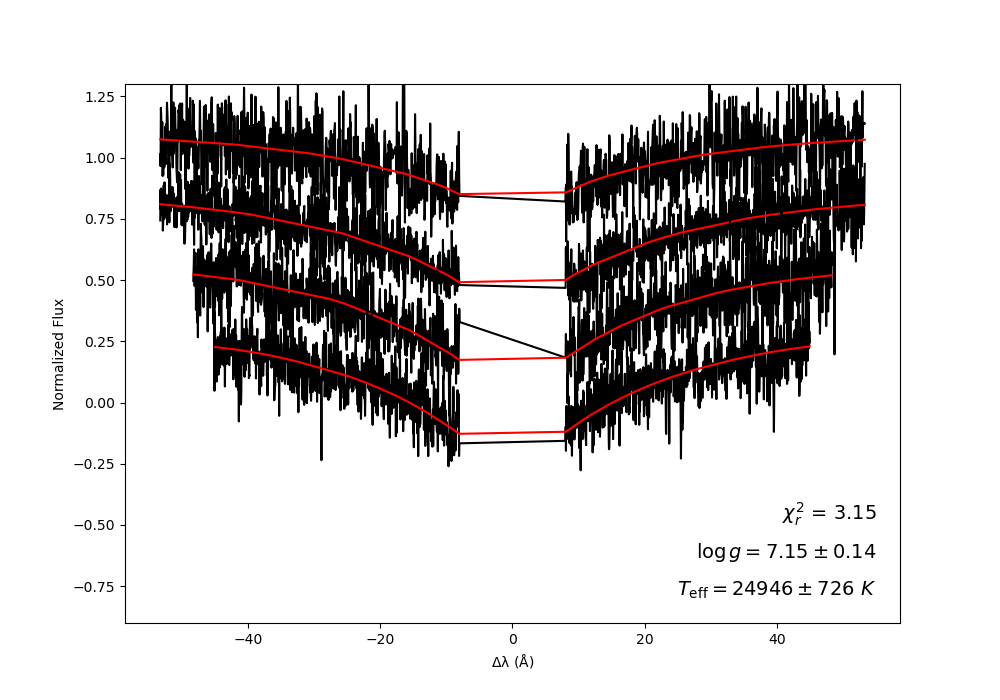 1.25
1.00
0.75
0.50
0.25
0.00
−0.25
−0.50
−0.75
Normalized Flux
χ²ᵣ = 3.15
log g = 7.15 ± 0.14
T_eff = 24946 ± 726 K
−40 −20 0 20 40
Δλ (Å)